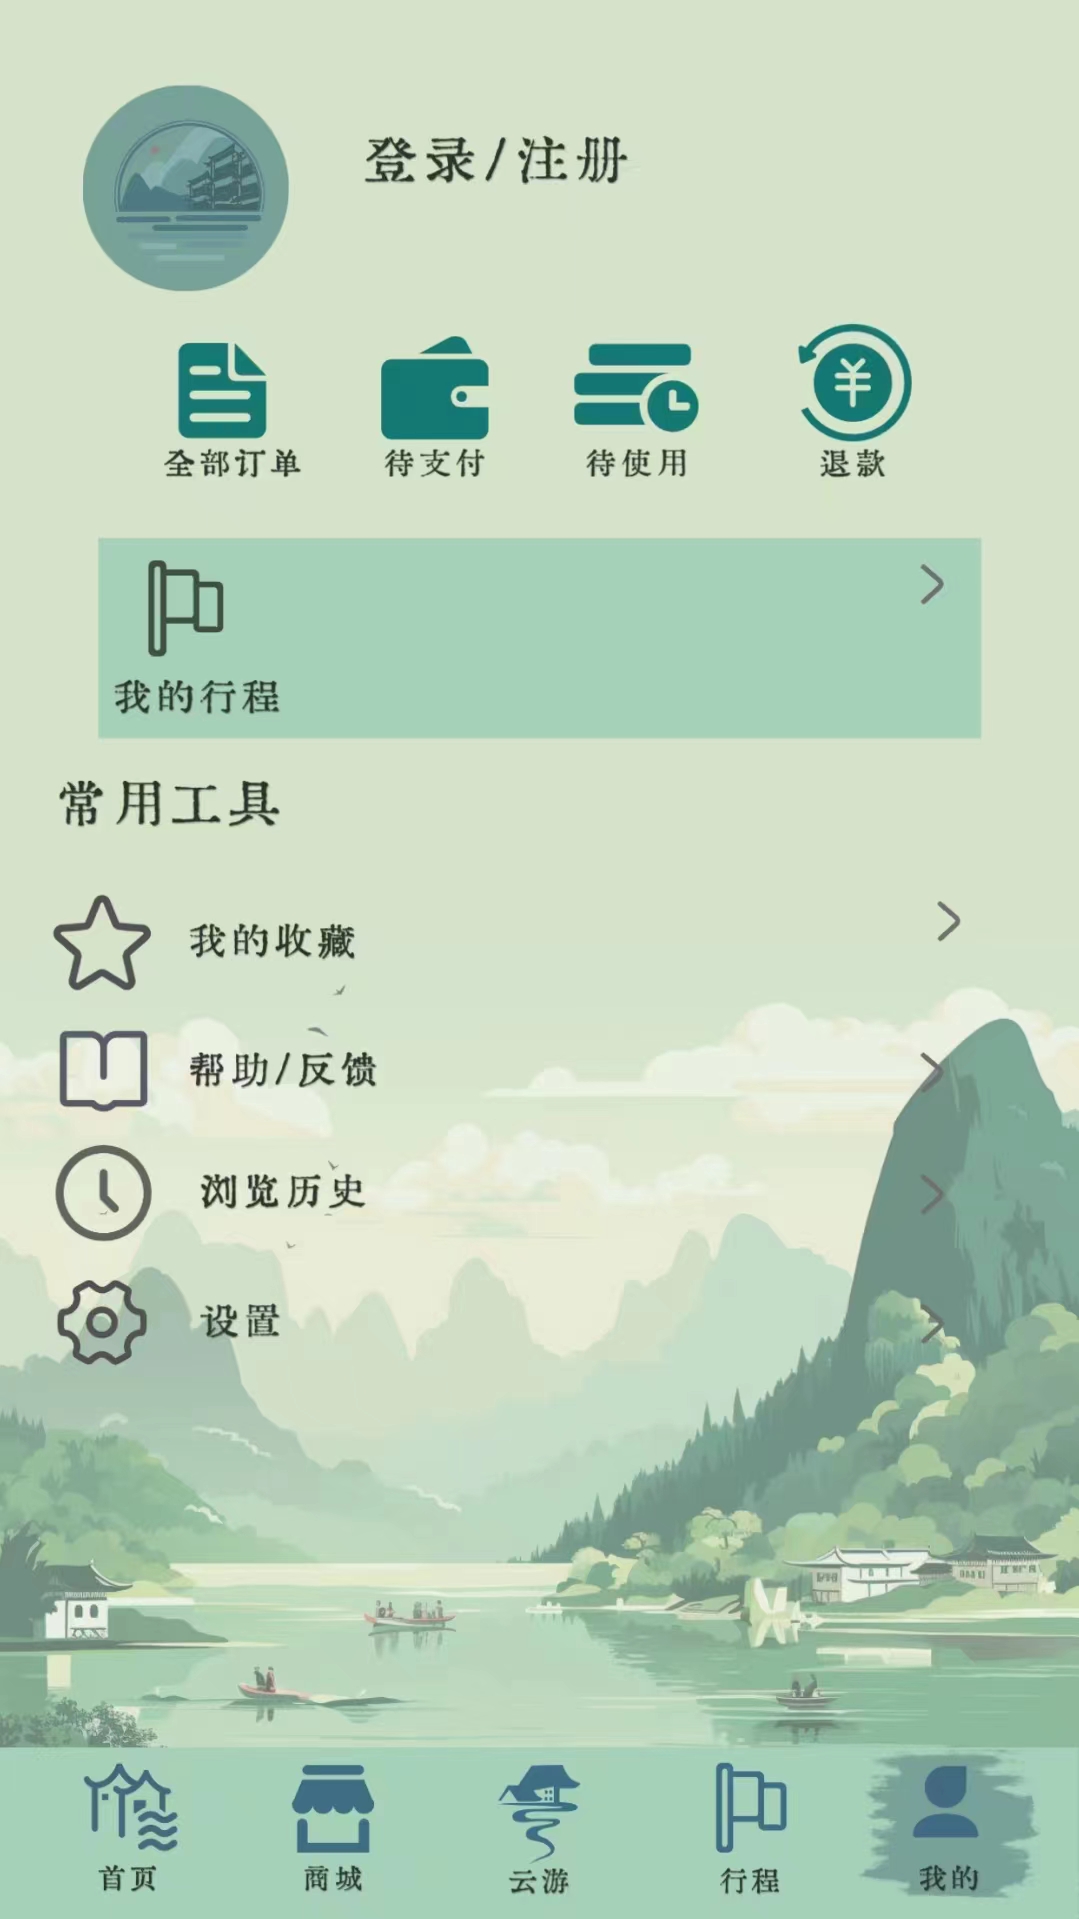 登录/注册
全部订单 待支付 待使用 退款
我的行程
常用工具
我的收藏
帮助/反馈
浏览历史
设置
首页 商城 云游 行程 我的